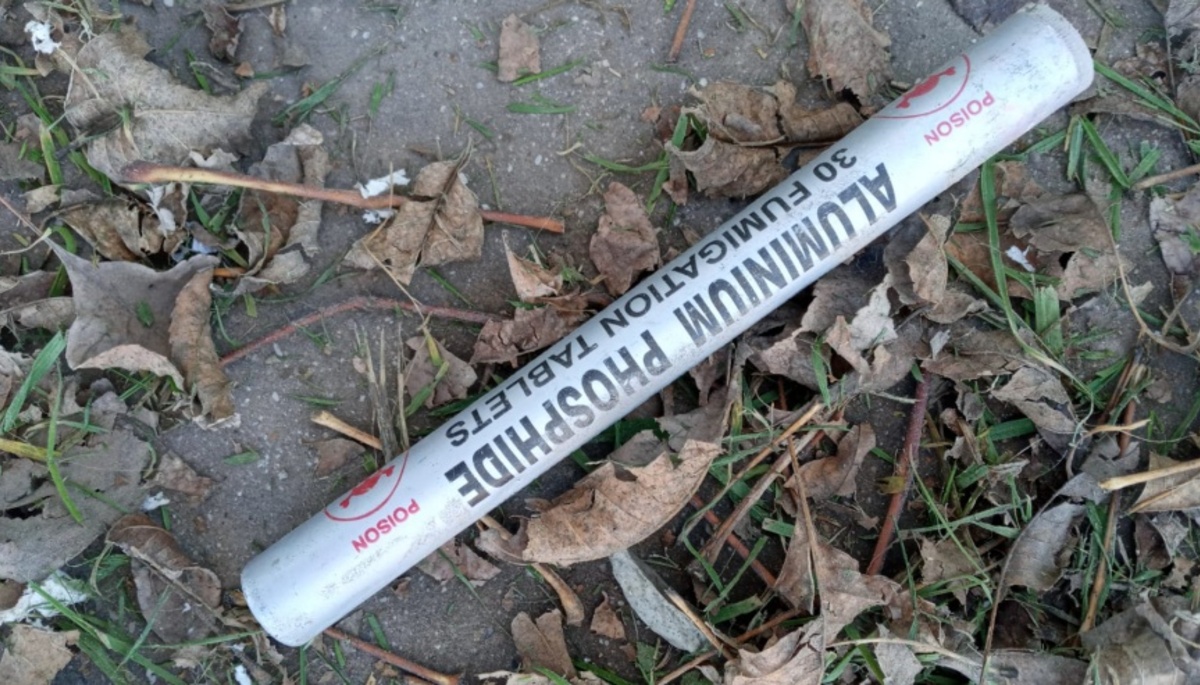 POISON
ALUMINIUM PHOSPHIDE
30 FUMIGATION TABLETS
POISON